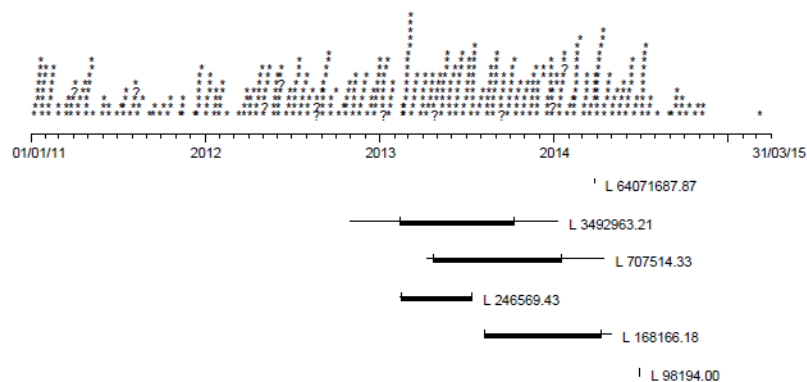 01/01/11 2012 2013 2014 31/03/15
L 64071687.87
L 3492963.21
L 707514.33
L 246569.43
L 168166.18
L 98194.00